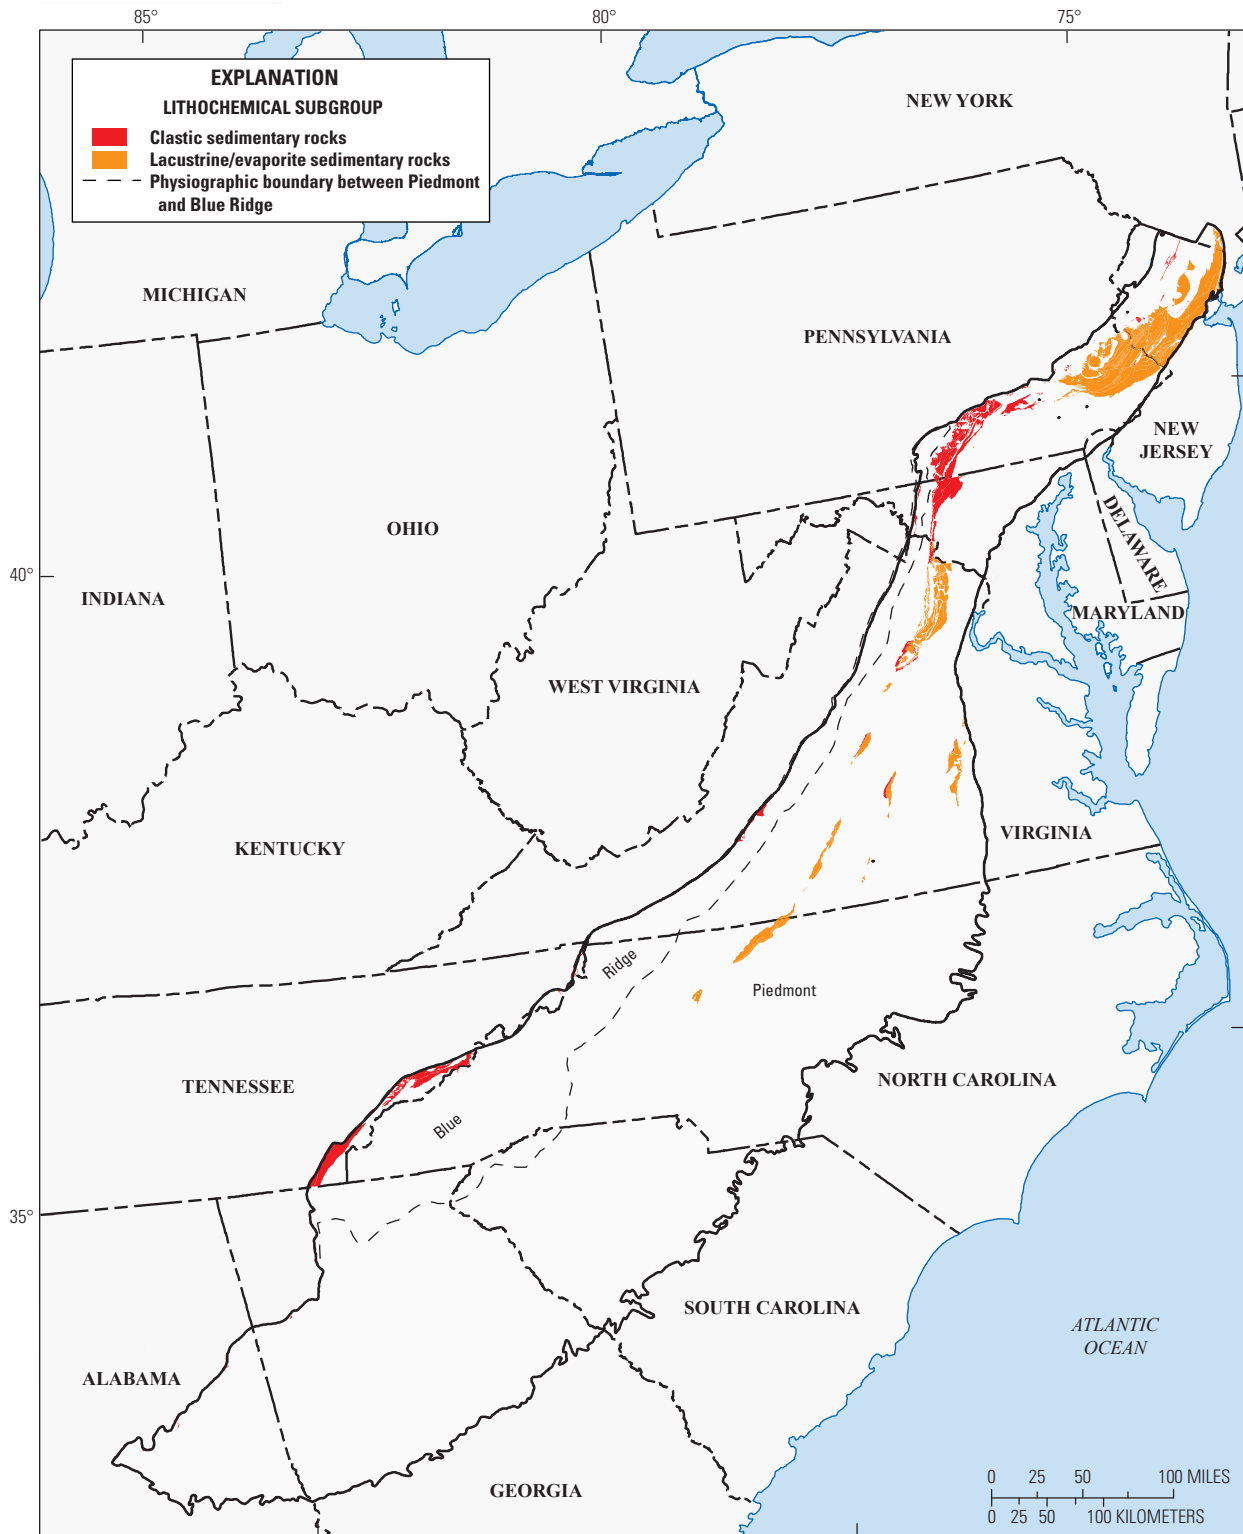 85°
80°
75°
EXPLANATION
LITHOCHEMICAL SUBGROUP
Clastic sedimentary rocks
Lacustrine/evaporite sedimentary rocks
Physiographic boundary between Piedmont
and Blue Ridge
NEW YORK
MICHIGAN
PENNSYLVANIA
NEW
JERSEY
OHIO
DELAWARE
40°
INDIANA
MARYLAND
WEST VIRGINIA
VIRGINIA
KENTUCKY
Ridge
Piedmont
TENNESSEE
NORTH CAROLINA
Blue
35°
SOUTH CAROLINA
ATLANTIC
OCEAN
ALABAMA
GEORGIA
0 25 50 100 MILES
0 25 50 100 KILOMETERS